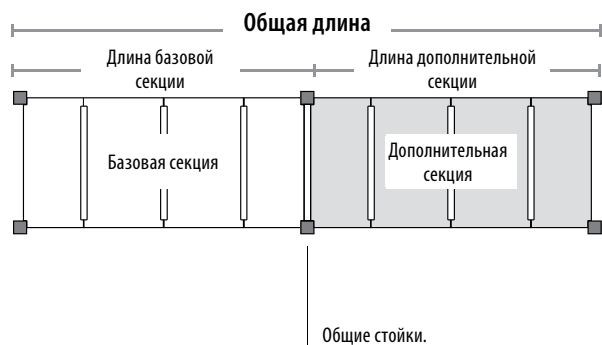 Общая длина
Длина базовой
секции
Длина дополнительной
секции
Базовая секция
Дополнительная
секция
Общие стойки.